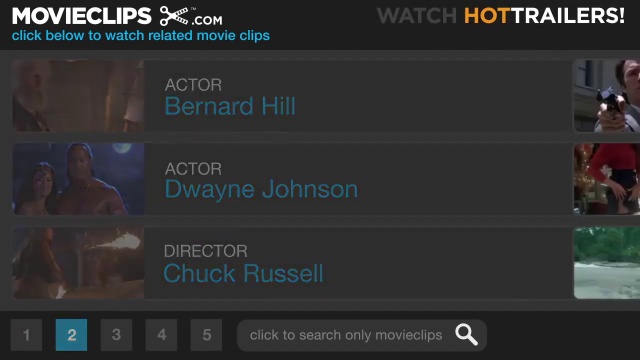 MOVIECLIPS .COM
WATCH HOTTRAILERS!
click below to watch related movie clips
ACTOR
Bernard Hill
ACTOR
Dwayne Johnson
DIRECTOR
Chuck Russell
1 2 3 4 5
click to search only movieclips